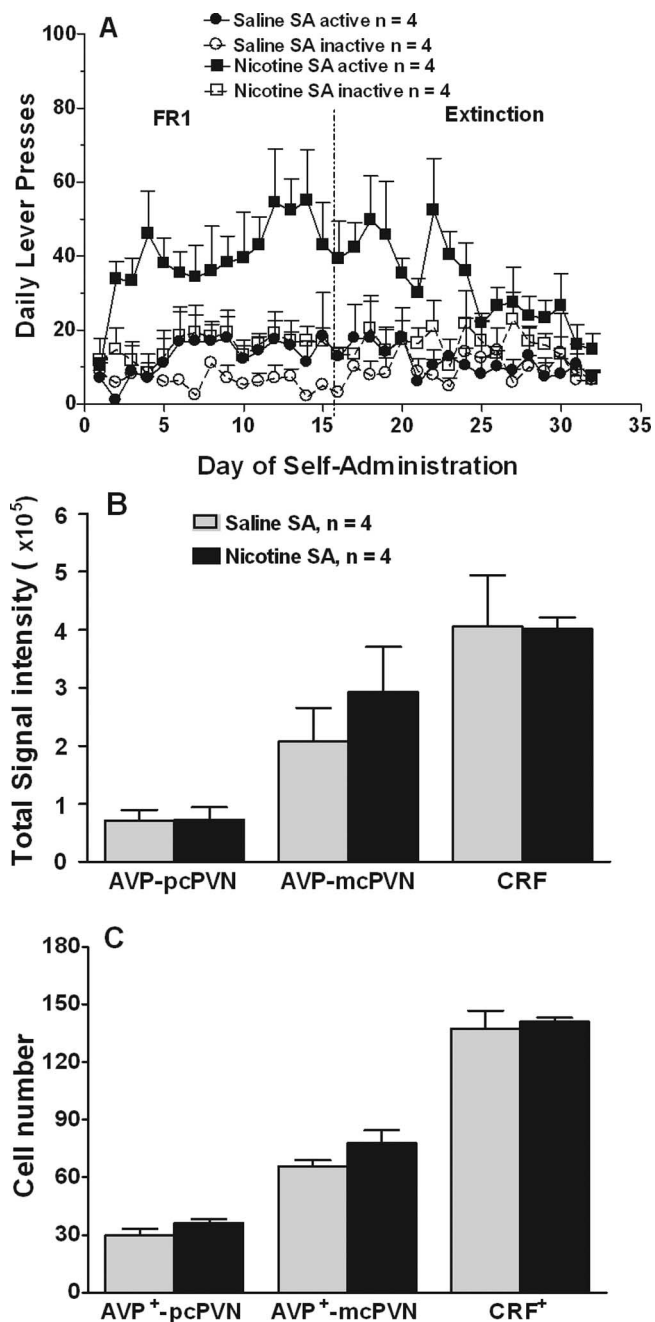 A
Saline SA active n = 4
Saline SA inactive n = 4
Nicotine SA active n = 4
Nicotine SA inactive n = 4
FR1
Extinction
Daily Lever Presses
100
80
60
40
20
0
0 5 10 15 20 25 30 35
Day of Self-Administration
B
Saline SA, n = 4
Nicotine SA, n = 4
Total Signal intensity ( x10⁵)
6
5
4
3
2
1
0
AVP-pcPVN AVP-mcPVN CRF
C
Cell number
180
150
120
90
60
30
0
AVP⁺-pcPVN AVP⁺-mcPVN CRF⁺